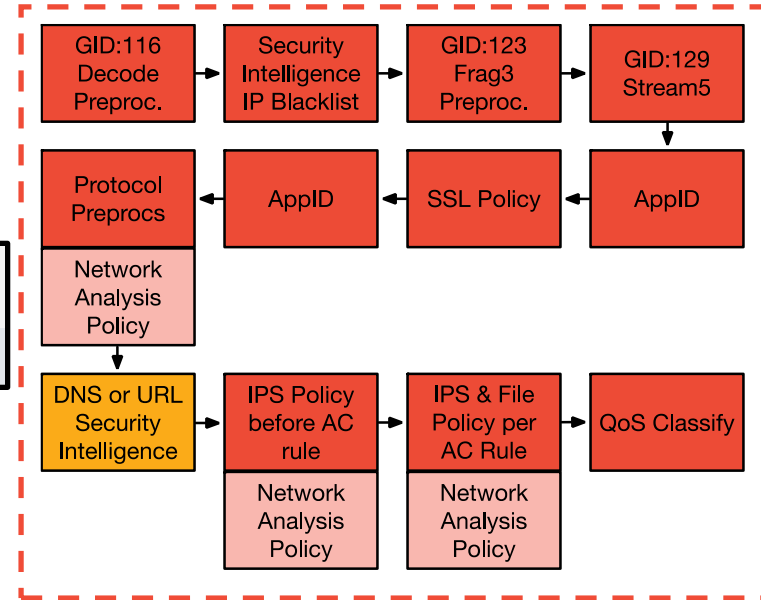 GID:116
Decode
Preproc.
Security
Intelligence
IP Blacklist
GID:123
Frag3
Preproc.
GID:129
Stream5
Protocol
Preprocs
AppID
SSL Policy
AppID
Network
Analysis
Policy
DNS or URL
Security
Intelligence
IPS Policy
before AC
rule
IPS & File
Policy per
AC Rule
QoS Classify
Network
Analysis
Policy
Network
Analysis
Policy